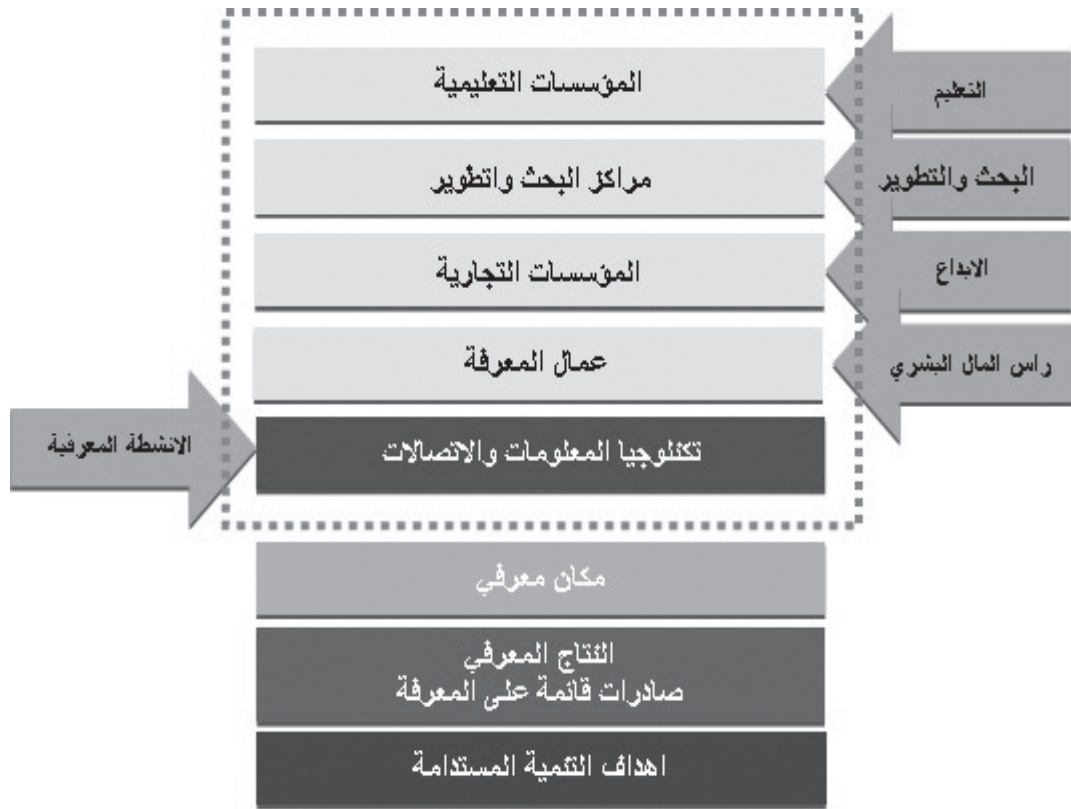 المؤسسات التعليمية
التعليم
مراكز البحث واتطوير
البحث والتطوير
المؤسسات التجارية
الابداع
عمال المعرفة
راس المال البشري
تكنلوجيا المعلومات والاتصالات
الانشطة المعرفية
مكان معرفي
النتاج المعرفي
صادرات قائمة على المعرفة
اهداف التنمية المستدامة